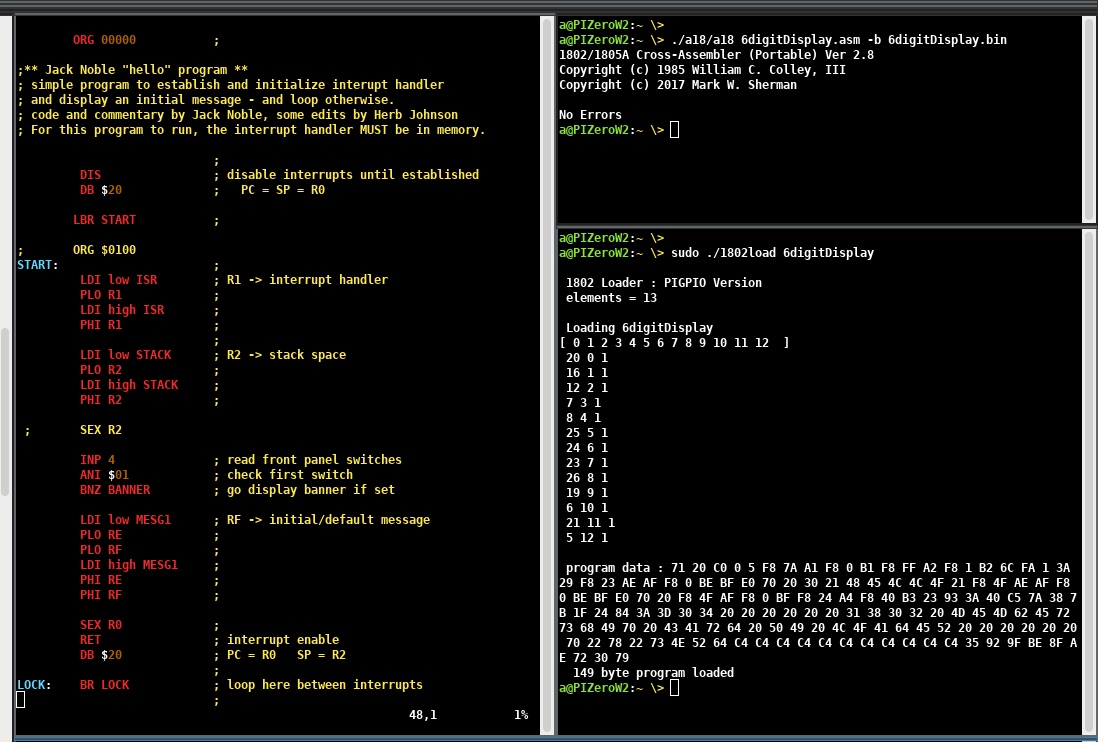 ORG 00000           ;
;** Jack Noble "hello" program **
; simple program to establish and initialize interupt handler
; and display an initial message - and loop otherwise.
; code and commentary by Jack Noble, some edits by Herb Johnson
; For this program to run, the interrupt handler MUST be in memory.
;
DIS                ; disable interrupts until established
DB $20             ;   PC = SP = R0
LBR START           ;
;       ORG $0100
START:                      ;
LDI low ISR        ; R1 -> interrupt handler
PLO R1             ;
LDI high ISR       ;
PHI R1             ;
;
LDI low STACK      ; R2 -> stack space
PLO R2             ;
LDI high STACK     ;
PHI R2             ;
;       SEX R2
INP 4              ; read front panel switches
ANI $01            ; check first switch
BNZ BANNER         ; go display banner if set
LDI low MESG1      ; RF -> initial/default message
PLO RE             ;
PLO RF             ;
LDI high MESG1     ;
PHI RE             ;
PHI RF             ;
SEX R0             ;
RET                ; interrupt enable
DB $20             ; PC = R0   SP = R2
;
LOCK:    BR LOCK            ; loop here between interrupts
;
48,1           1%
a@PIZeroW2:~ \>
a@PIZeroW2:~ \> ./a18/a18 6digitDisplay.asm -b 6digitDisplay.bin
1802/1805A Cross-Assembler (Portable) Ver 2.8
Copyright (c) 1985 William C. Colley, III
Copyright (c) 2017 Mark W. Sherman
No Errors
a@PIZeroW2:~ \>
a@PIZeroW2:~ \>
a@PIZeroW2:~ \> sudo ./1802load 6digitDisplay
1802 Loader : PIGPIO Version
elements = 13
Loading 6digitDisplay
[ 0 1 2 3 4 5 6 7 8 9 10 11 12  ]
20 0 1
16 1 1
12 2 1
7 3 1
8 4 1
25 5 1
24 6 1
23 7 1
26 8 1
19 9 1
6 10 1
21 11 1
5 12 1
program data : 71 20 C0 0 5 F8 7A A1 F8 0 B1 F8 FF A2 F8 1 B2 6C FA 1 3A
29 F8 23 AE AF F8 0 BE BF E0 70 20 30 21 48 45 4C 4C 4F 21 F8 4F AE AF F8
0 BE BF E0 70 20 F8 4F AF F8 0 BF F8 24 A4 F8 40 B3 23 93 3A 40 C5 7A 38 7
B 1F 24 84 3A 3D 30 34 20 20 20 20 20 20 31 38 30 32 20 4D 45 4D 62 45 72
73 68 49 70 20 43 41 72 64 20 50 49 20 4C 4F 41 64 45 52 20 20 20 20 20 20
70 22 78 22 73 4E 52 64 C4 C4 C4 C4 C4 C4 C4 C4 C4 C4 C4 35 92 9F BE 8F A
E 72 30 79
149 byte program loaded
a@PIZeroW2:~ \>